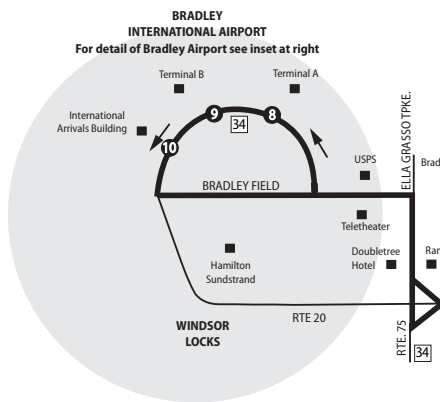 BRADLEY
INTERNATIONAL AIRPORT
For detail of Bradley Airport see inset at right
Terminal B
Terminal A
International
Arrivals Building
9
8
34
10
USPS
ELLA GRASSO TPKE.
Brad
BRADLEY FIELD
Teletheater
Doubletree
Hotel
Ran
Hamilton
Sundstrand
RTE 20
WINDSOR
LOCKS
RTE. 75
34